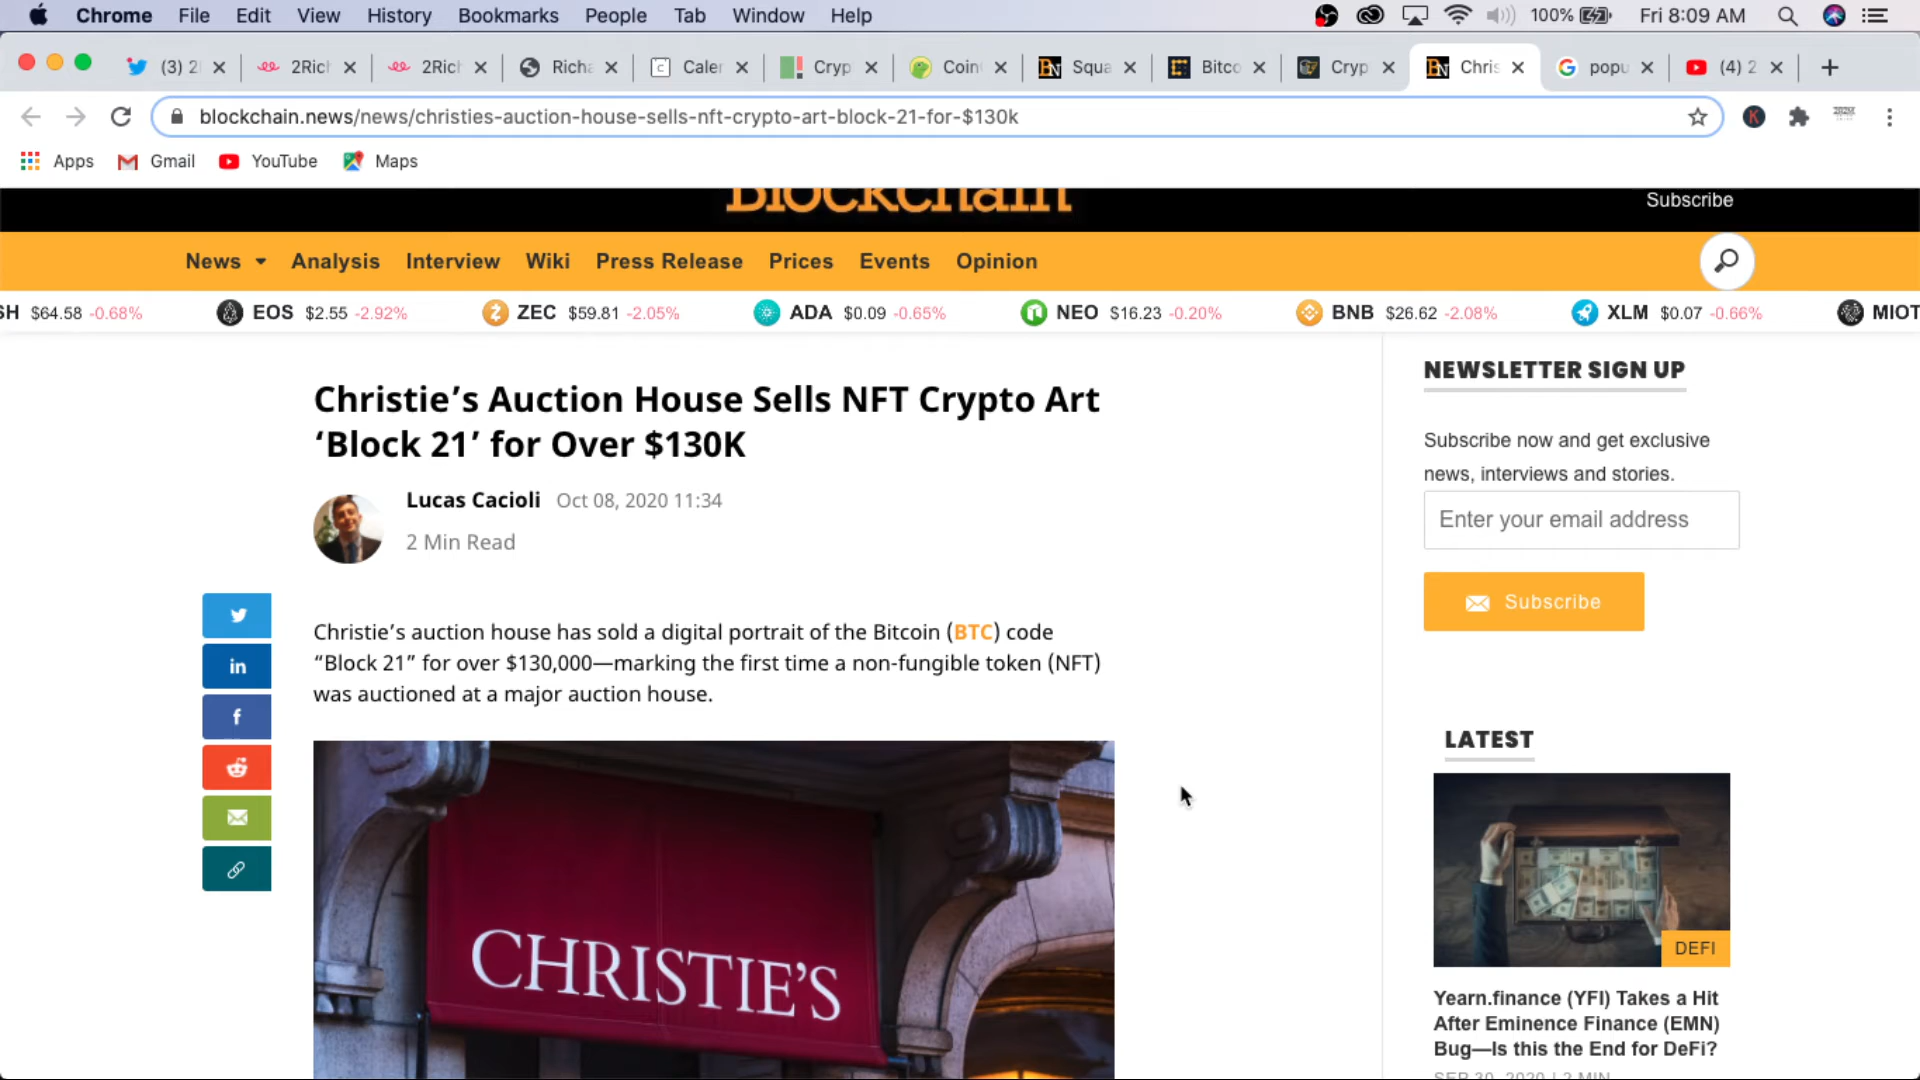 Chrome File Edit View History Bookmarks People Tab Window Help 100% Fri 8:09 AM
(3) 2 2Rich 2Rich Richa Caler Cryp Coin Squa Bitco Cryp Chris popu (4) 2
blockchain.news/news/christies-auction-house-sells-nft-crypto-art-block-21-for-$130k
Apps Gmail YouTube Maps
Blockchain
Subscribe
News Analysis Interview Wiki Press Release Prices Events Opinion
SH $64.58 -0.68% EOS $2.55 -2.92% ZEC $59.81 -2.05% ADA $0.09 -0.65% NEO $16.23 -0.20% BNB $26.62 -2.08% XLM $0.07 -0.66% MIOT
Christie’s Auction House Sells NFT Crypto Art
‘Block 21’ for Over $130K
Lucas Cacioli Oct 08, 2020 11:34
2 Min Read
Christie’s auction house has sold a digital portrait of the Bitcoin (BTC) code
“Block 21” for over $130,000—marking the first time a non-fungible token (NFT)
was auctioned at a major auction house.
CHRISTIE'S
NEWSLETTER SIGN UP
Subscribe now and get exclusive
news, interviews and stories.
Enter your email address
Subscribe
LATEST
DEFI
Yearn.finance (YFI) Takes a Hit
After Eminence Finance (EMN)
Bug—Is this the End for DeFi?
SEP 30, 2020 | 2 MIN